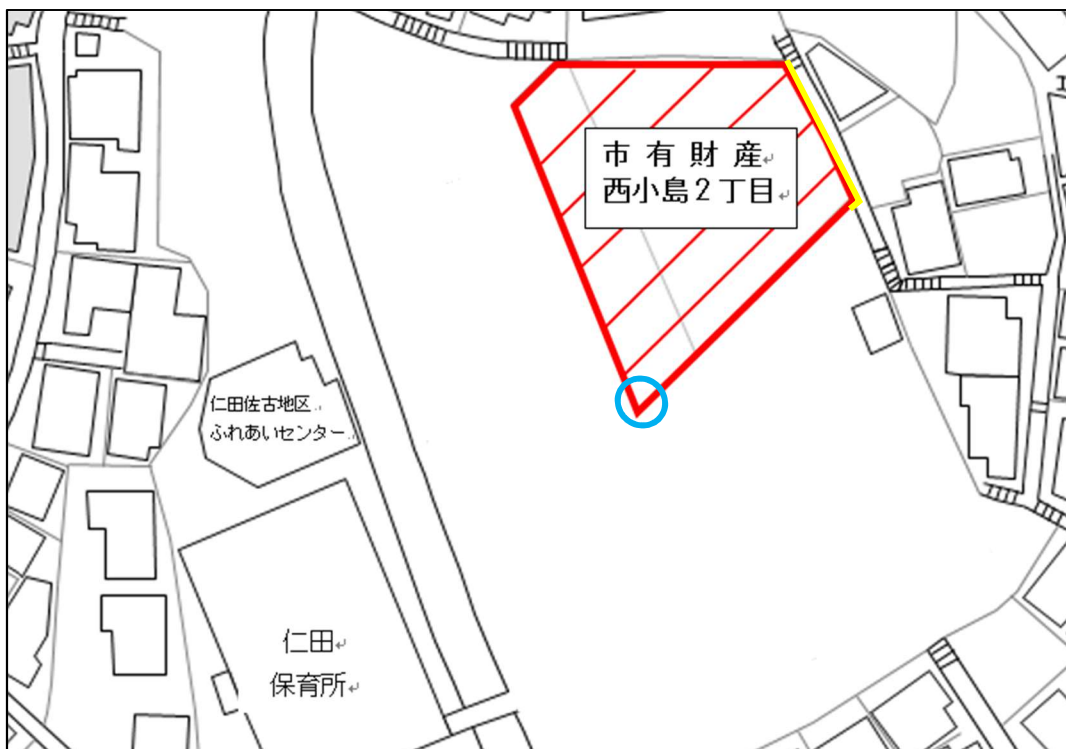 市有財産
西小島2丁目
仁田佐古地区
ふれあいセンター
仁田
保育所